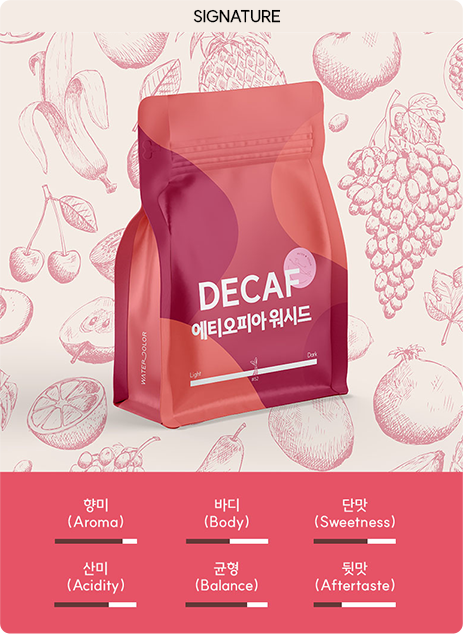 SIGNATURE
DECAF
에티오피아 워시드
Light
Dark
WATER_COLOR
향미
(Aroma)
바디
(Body)
단맛
(Sweetness)
산미
(Acidity)
균형
(Balance)
뒷맛
(Aftertaste)